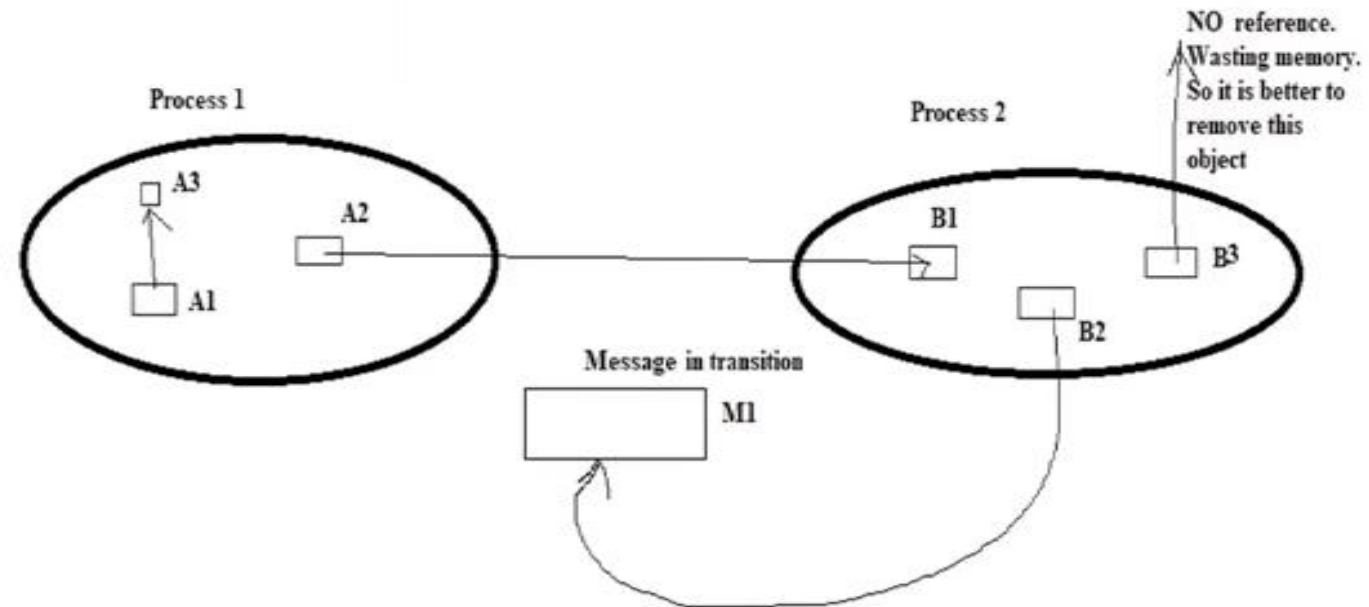 NO reference.
Wasting memory.
So it is better to
remove this
object
Process 1
Process 2
A3
A2
A1
B1
B3
B2
Message in transition
M1